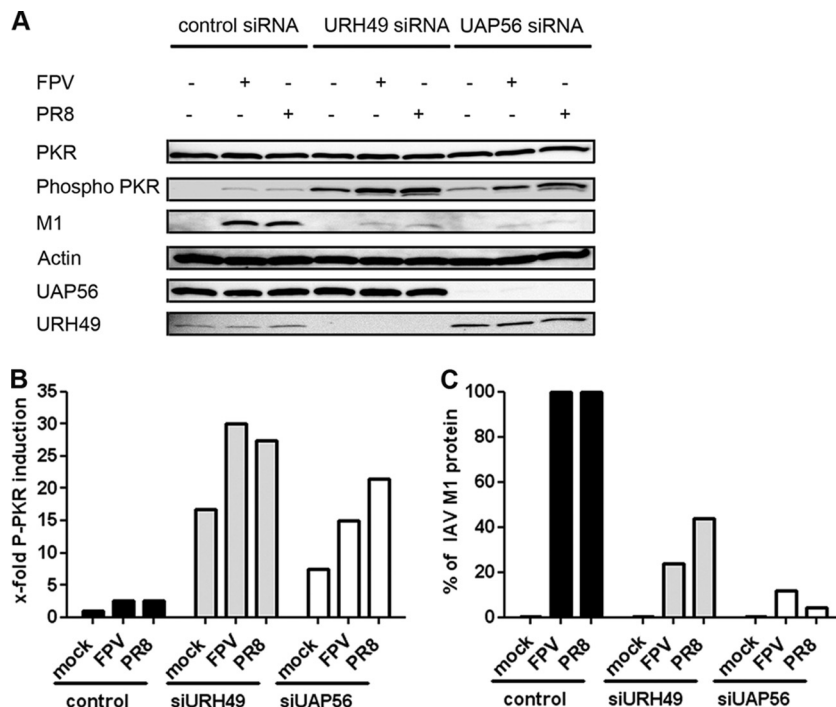 A
control siRNA URH49 siRNA UAP56 siRNA
FPV - + - - + - - + -
PR8 - - + - - + - - +
PKR
Phospho PKR
M1
Actin
UAP56
URH49
B
x-fold P-PKR induction
35
30
25
20
15
10
5
0
mock FPV PR8 mock FPV PR8 mock FPV PR8
control siURH49 siUAP56
C
% of IAV M1 protein
100
80
60
40
20
0
mock FPV PR8 mock FPV PR8 mock FPV PR8
control siURH49 siUAP56